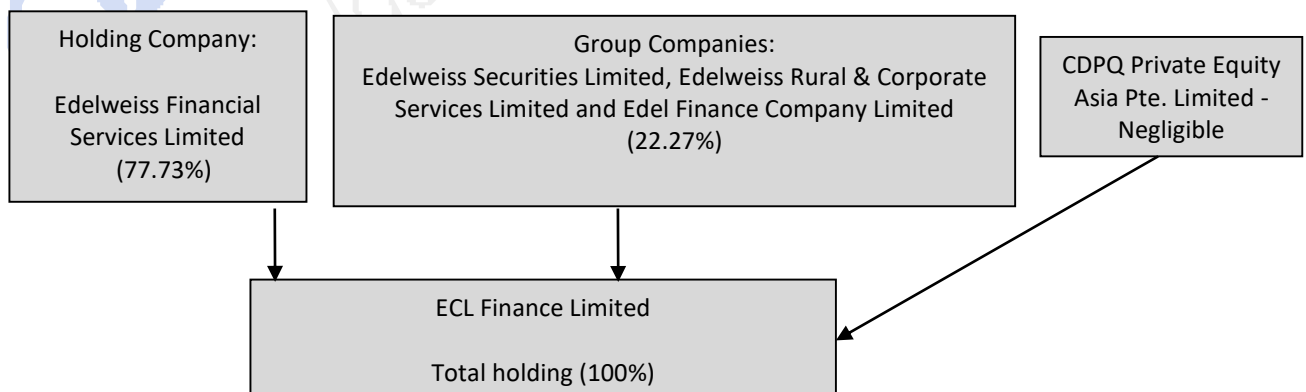 Holding Company:
Edelweiss Financial
Services Limited
(77.73%)
Group Companies:
Edelweiss Securities Limited, Edelweiss Rural & Corporate
Services Limited and Edel Finance Company Limited
(22.27%)
CDPQ Private Equity
Asia Pte. Limited -
Negligible
ECL Finance Limited
Total holding (100%)